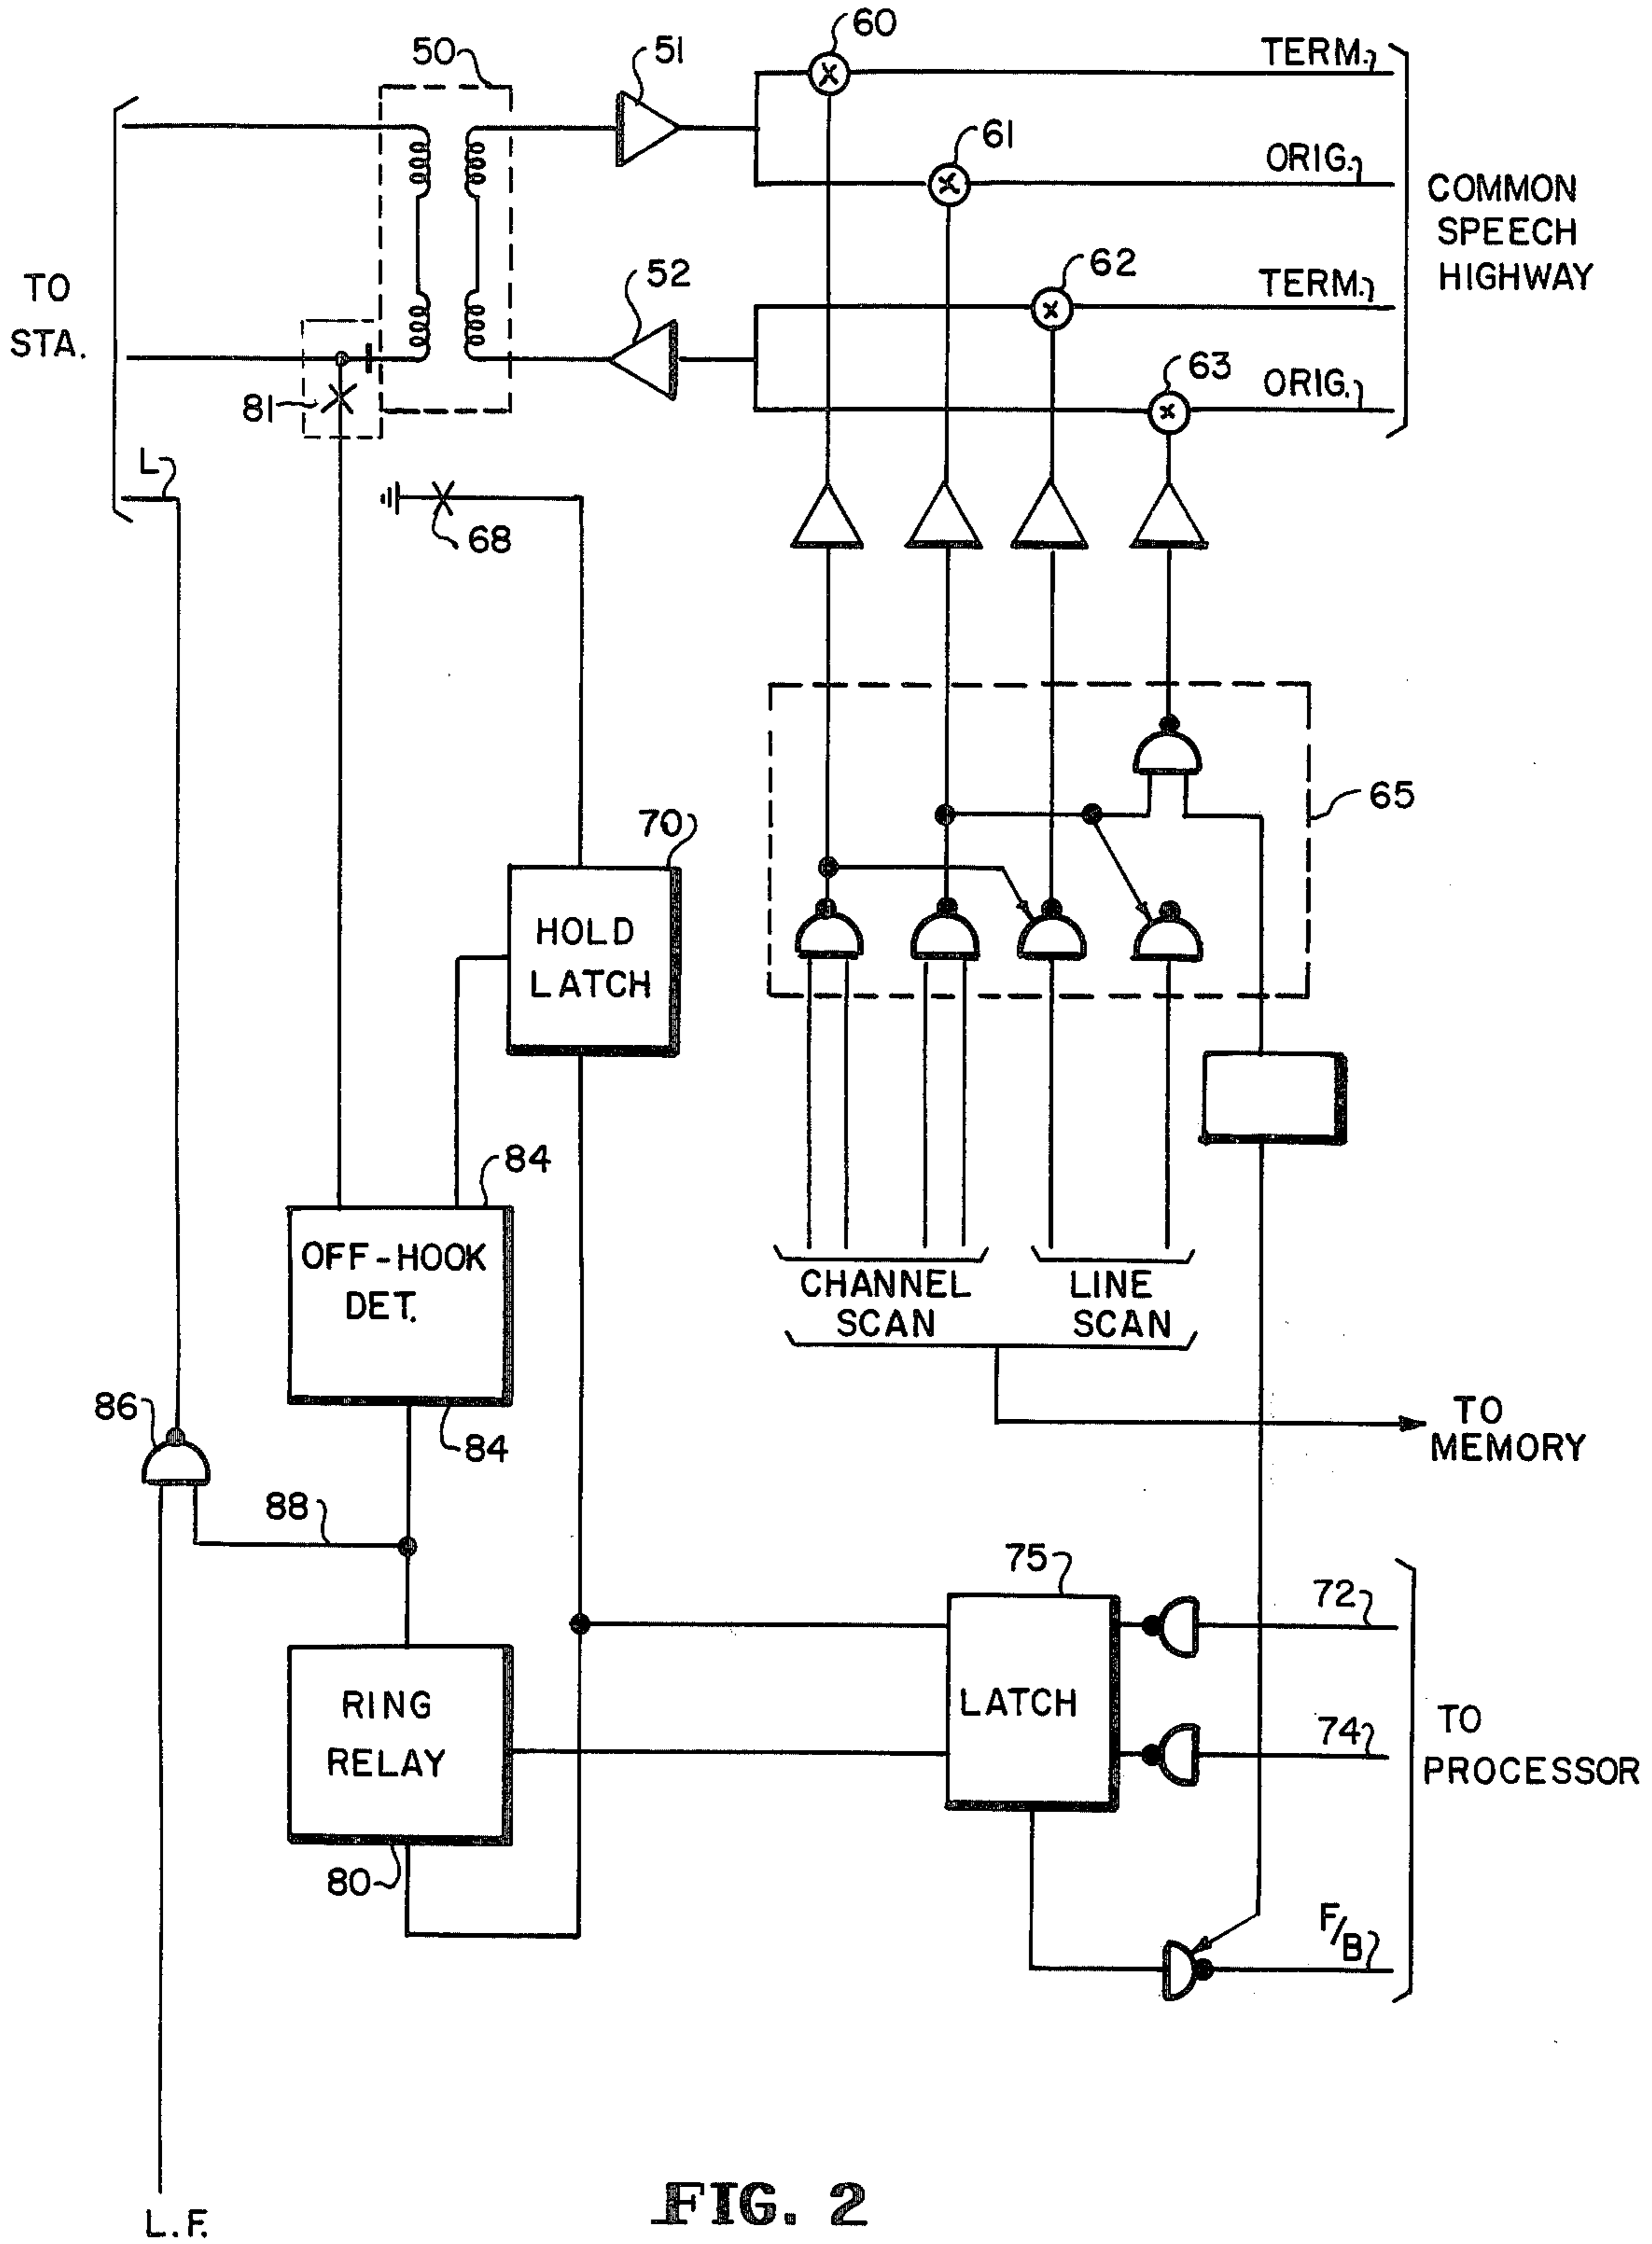 60
50
51
TERM.
61
ORIG.
COMMON
SPEECH
HIGHWAY
62
TERM.
52
TO
STA.
63
ORIG.
81
L
68
65
70
HOLD
LATCH
84
OFF-HOOK
DET.
CHANNEL
SCAN
LINE
SCAN
86
84
TO
MEMORY
88
75
72
RING
RELAY
LATCH
74
TO
PROCESSOR
80
F/B
L.F.
FIG. 2